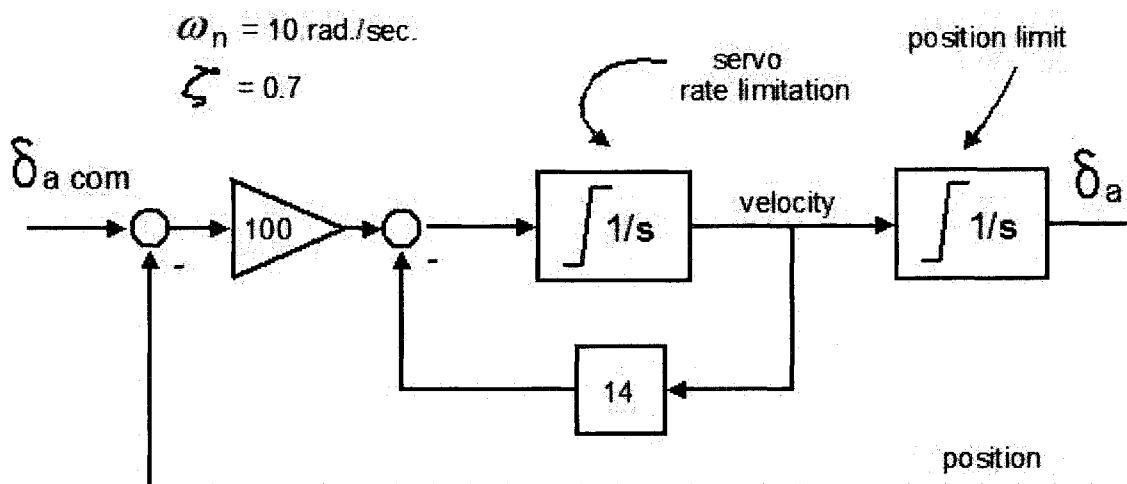 ωn = 10 rad./sec.
ζ = 0.7
servo
rate limitation
position limit
δa com
100
1/s
velocity
1/s
δa
-
-
14
position